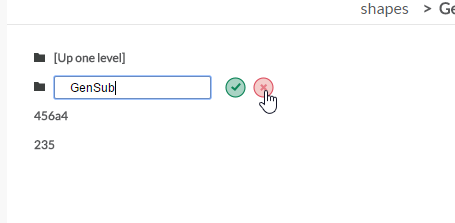 shapes > Ge
[Up one level]
GenSub
456a4
235